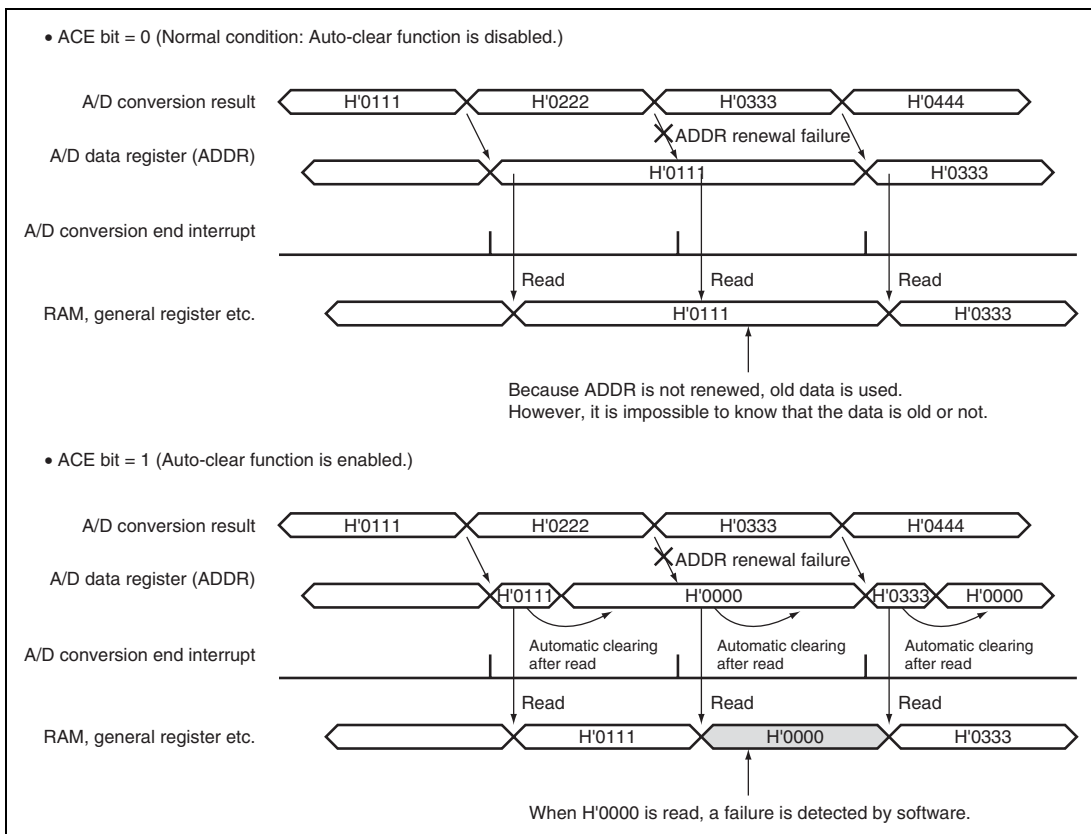 • ACE bit = 0 (Normal condition: Auto-clear function is disabled.)
A/D conversion result
H'0111
H'0222
H'0333
H'0444
ADDR renewal failure
A/D data register (ADDR)
H'0111
H'0333
A/D conversion end interrupt
Read
Read
Read
RAM, general register etc.
H'0111
H'0333
Because ADDR is not renewed, old data is used.
However, it is impossible to know that the data is old or not.
• ACE bit = 1 (Auto-clear function is enabled.)
A/D conversion result
H'0111
H'0222
H'0333
H'0444
ADDR renewal failure
A/D data register (ADDR)
H'0111
H'0000
H'0333
H'0000
Automatic clearing
after read
Automatic clearing
after read
Automatic clearing
after read
A/D conversion end interrupt
Read
Read
Read
RAM, general register etc.
H'0111
H'0000
H'0333
When H'0000 is read, a failure is detected by software.